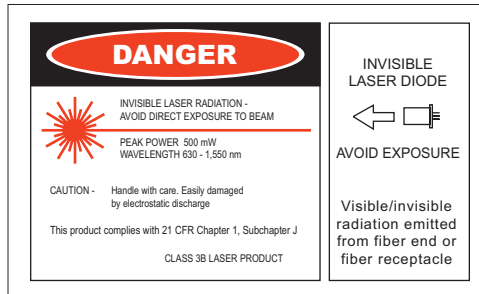 DANGER
INVISIBLE LASER RADIATION -
AVOID DIRECT EXPOSURE TO BEAM
PEAK POWER 500 mW
WAVELENGTH 630 - 1,550 nm
CAUTION - Handle with care. Easily damaged
by electrostatic discharge
This product complies with 21 CFR Chapter 1, Subchapter J
CLASS 3B LASER PRODUCT
INVISIBLE
LASER DIODE
AVOID EXPOSURE
Visible/invisible
radiation emitted
from fiber end or
fiber receptacle